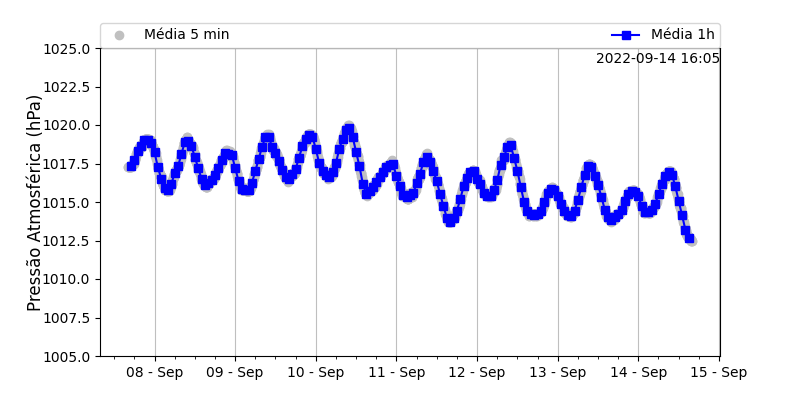 Média 5 min
Média 1h
2022-09-14 16:05
Pressão Atmosférica (hPa)
1025.0
1022.5
1020.0
1017.5
1015.0
1012.5
1010.0
1007.5
1005.0
08 - Sep
09 - Sep
10 - Sep
11 - Sep
12 - Sep
13 - Sep
14 - Sep
15 - Sep